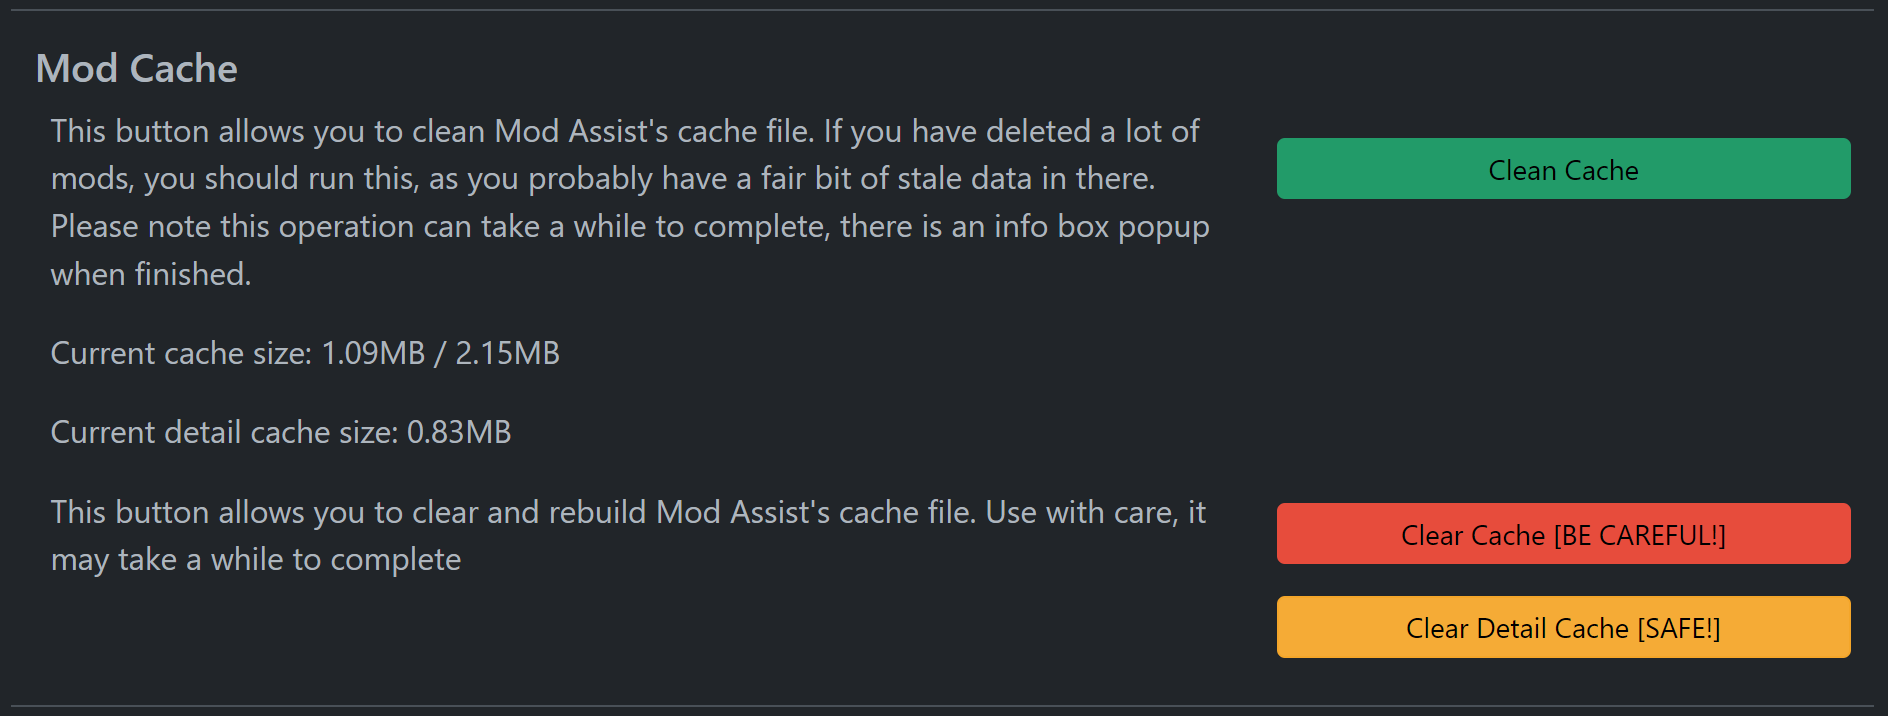 Mod Cache
This button allows you to clean Mod Assist's cache file. If you have deleted a lot of
mods, you should run this, as you probably have a fair bit of stale data in there.
Please note this operation can take a while to complete, there is an info box popup
when finished.
Clean Cache
Current cache size: 1.09MB / 2.15MB
Current detail cache size: 0.83MB
This button allows you to clear and rebuild Mod Assist's cache file. Use with care, it
may take a while to complete
Clear Cache [BE CAREFUL!]
Clear Detail Cache [SAFE!]